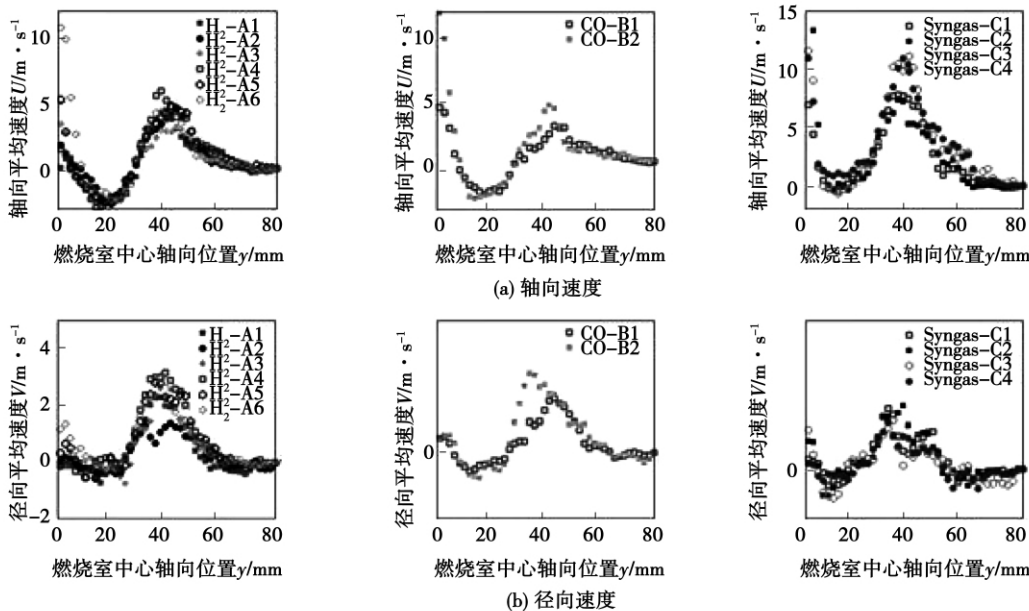 轴向平均速度U/m·s⁻¹
10
5
0
H₂-A1
H₂-A2
H₂-A3
H₂-A4
H₂-A5
H₂-A6
0 20 40 60 80
燃烧室中心轴向位置y/mm
轴向平均速度U/m·s⁻¹
10
5
0
CO-B1
CO-B2
0 20 40 60 80
燃烧室中心轴向位置y/mm
轴向平均速度U/m·s⁻¹
15
10
5
0
Syngas-C1
Syngas-C2
Syngas-C3
Syngas-C4
0 20 40 60 80
燃烧室中心轴向位置y/mm
(a) 轴向速度
径向平均速度V/m·s⁻¹
4
2
0
-2
H₂-A1
H₂-A2
H₂-A3
H₂-A4
H₂-A5
H₂-A6
0 20 40 60 80
燃烧室中心轴向位置y/mm
径向平均速度V/m·s⁻¹
0
CO-B1
CO-B2
0 20 40 60 80
燃烧室中心轴向位置y/mm
径向平均速度V/m·s⁻¹
0
Syngas-C1
Syngas-C2
Syngas-C3
Syngas-C4
0 20 40 60 80
燃烧室中心轴向位置y/mm
(b) 径向速度